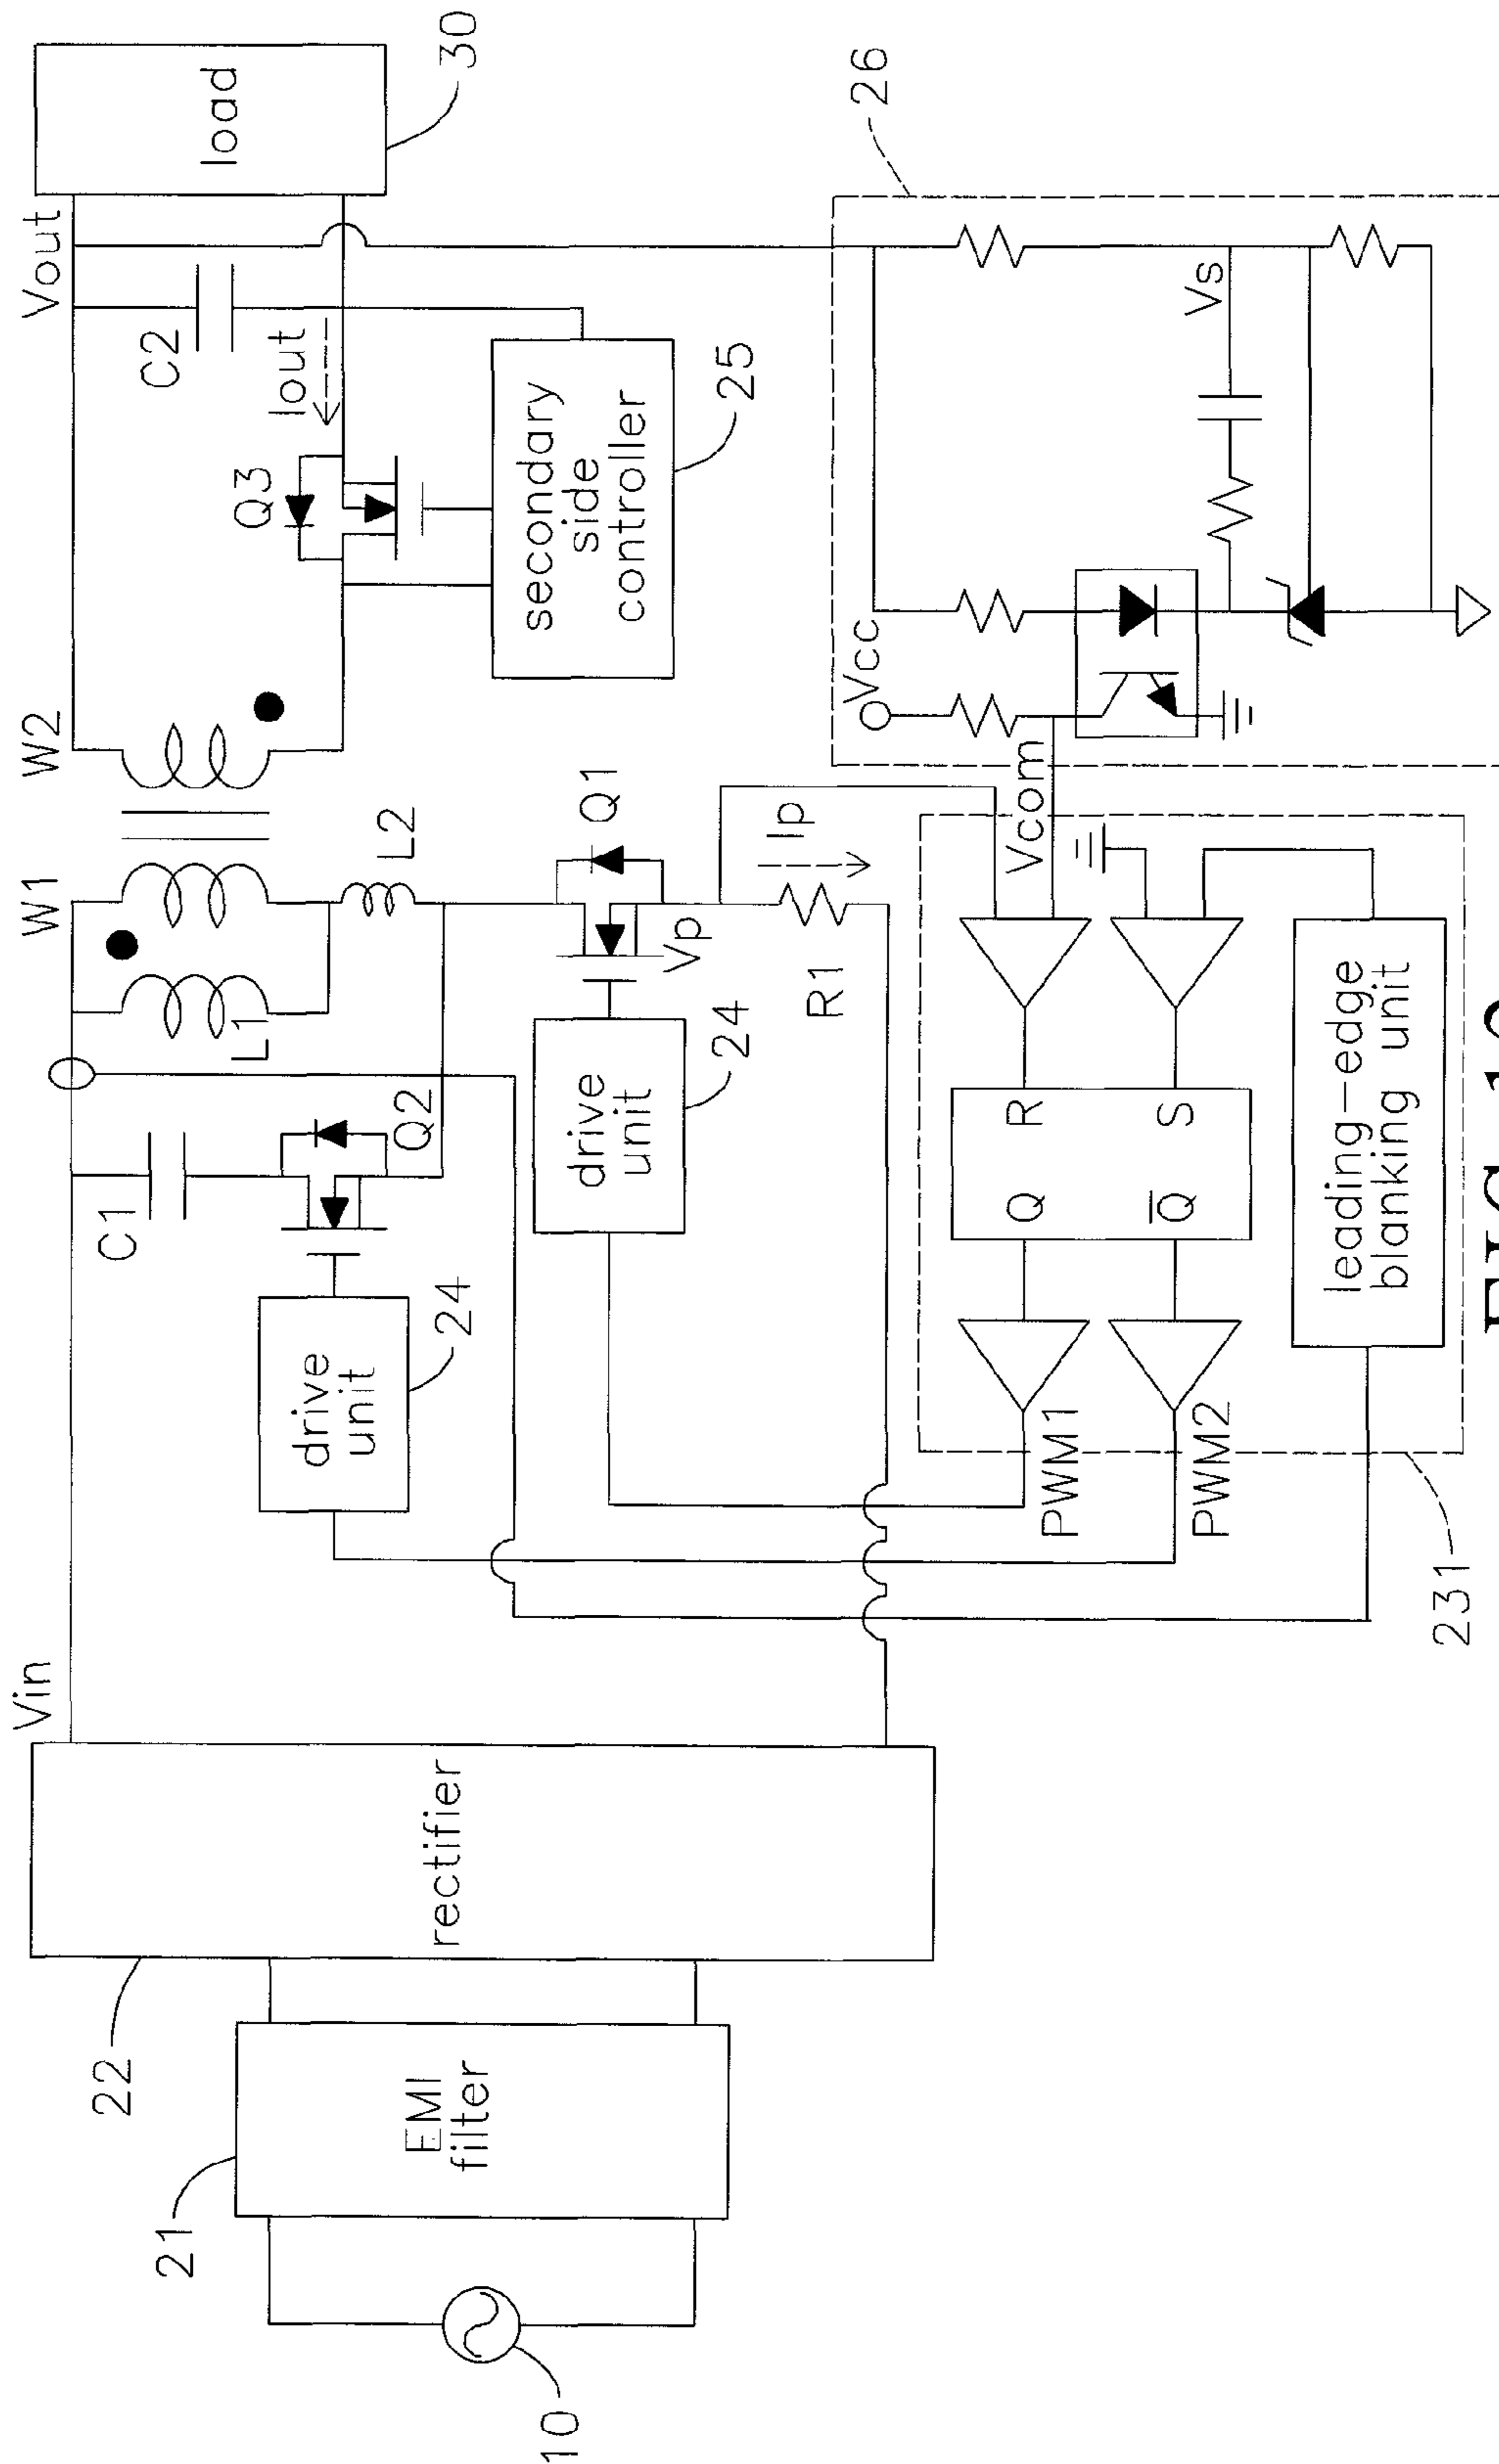 W1
W2
Vout
load
30
Vin
L1
L2
C1
C2
Iout
Q3
Q2
Q1
secondary
side
controller
25
26
22
rectifier
21
EMI
filter
10
drive
unit
24
drive
unit
24
Vp
R1
Ip
Vcom
Vcc
Vs
R
S
Q
Q̅
PWM1
PWM2
leading-edge
blanking unit
231